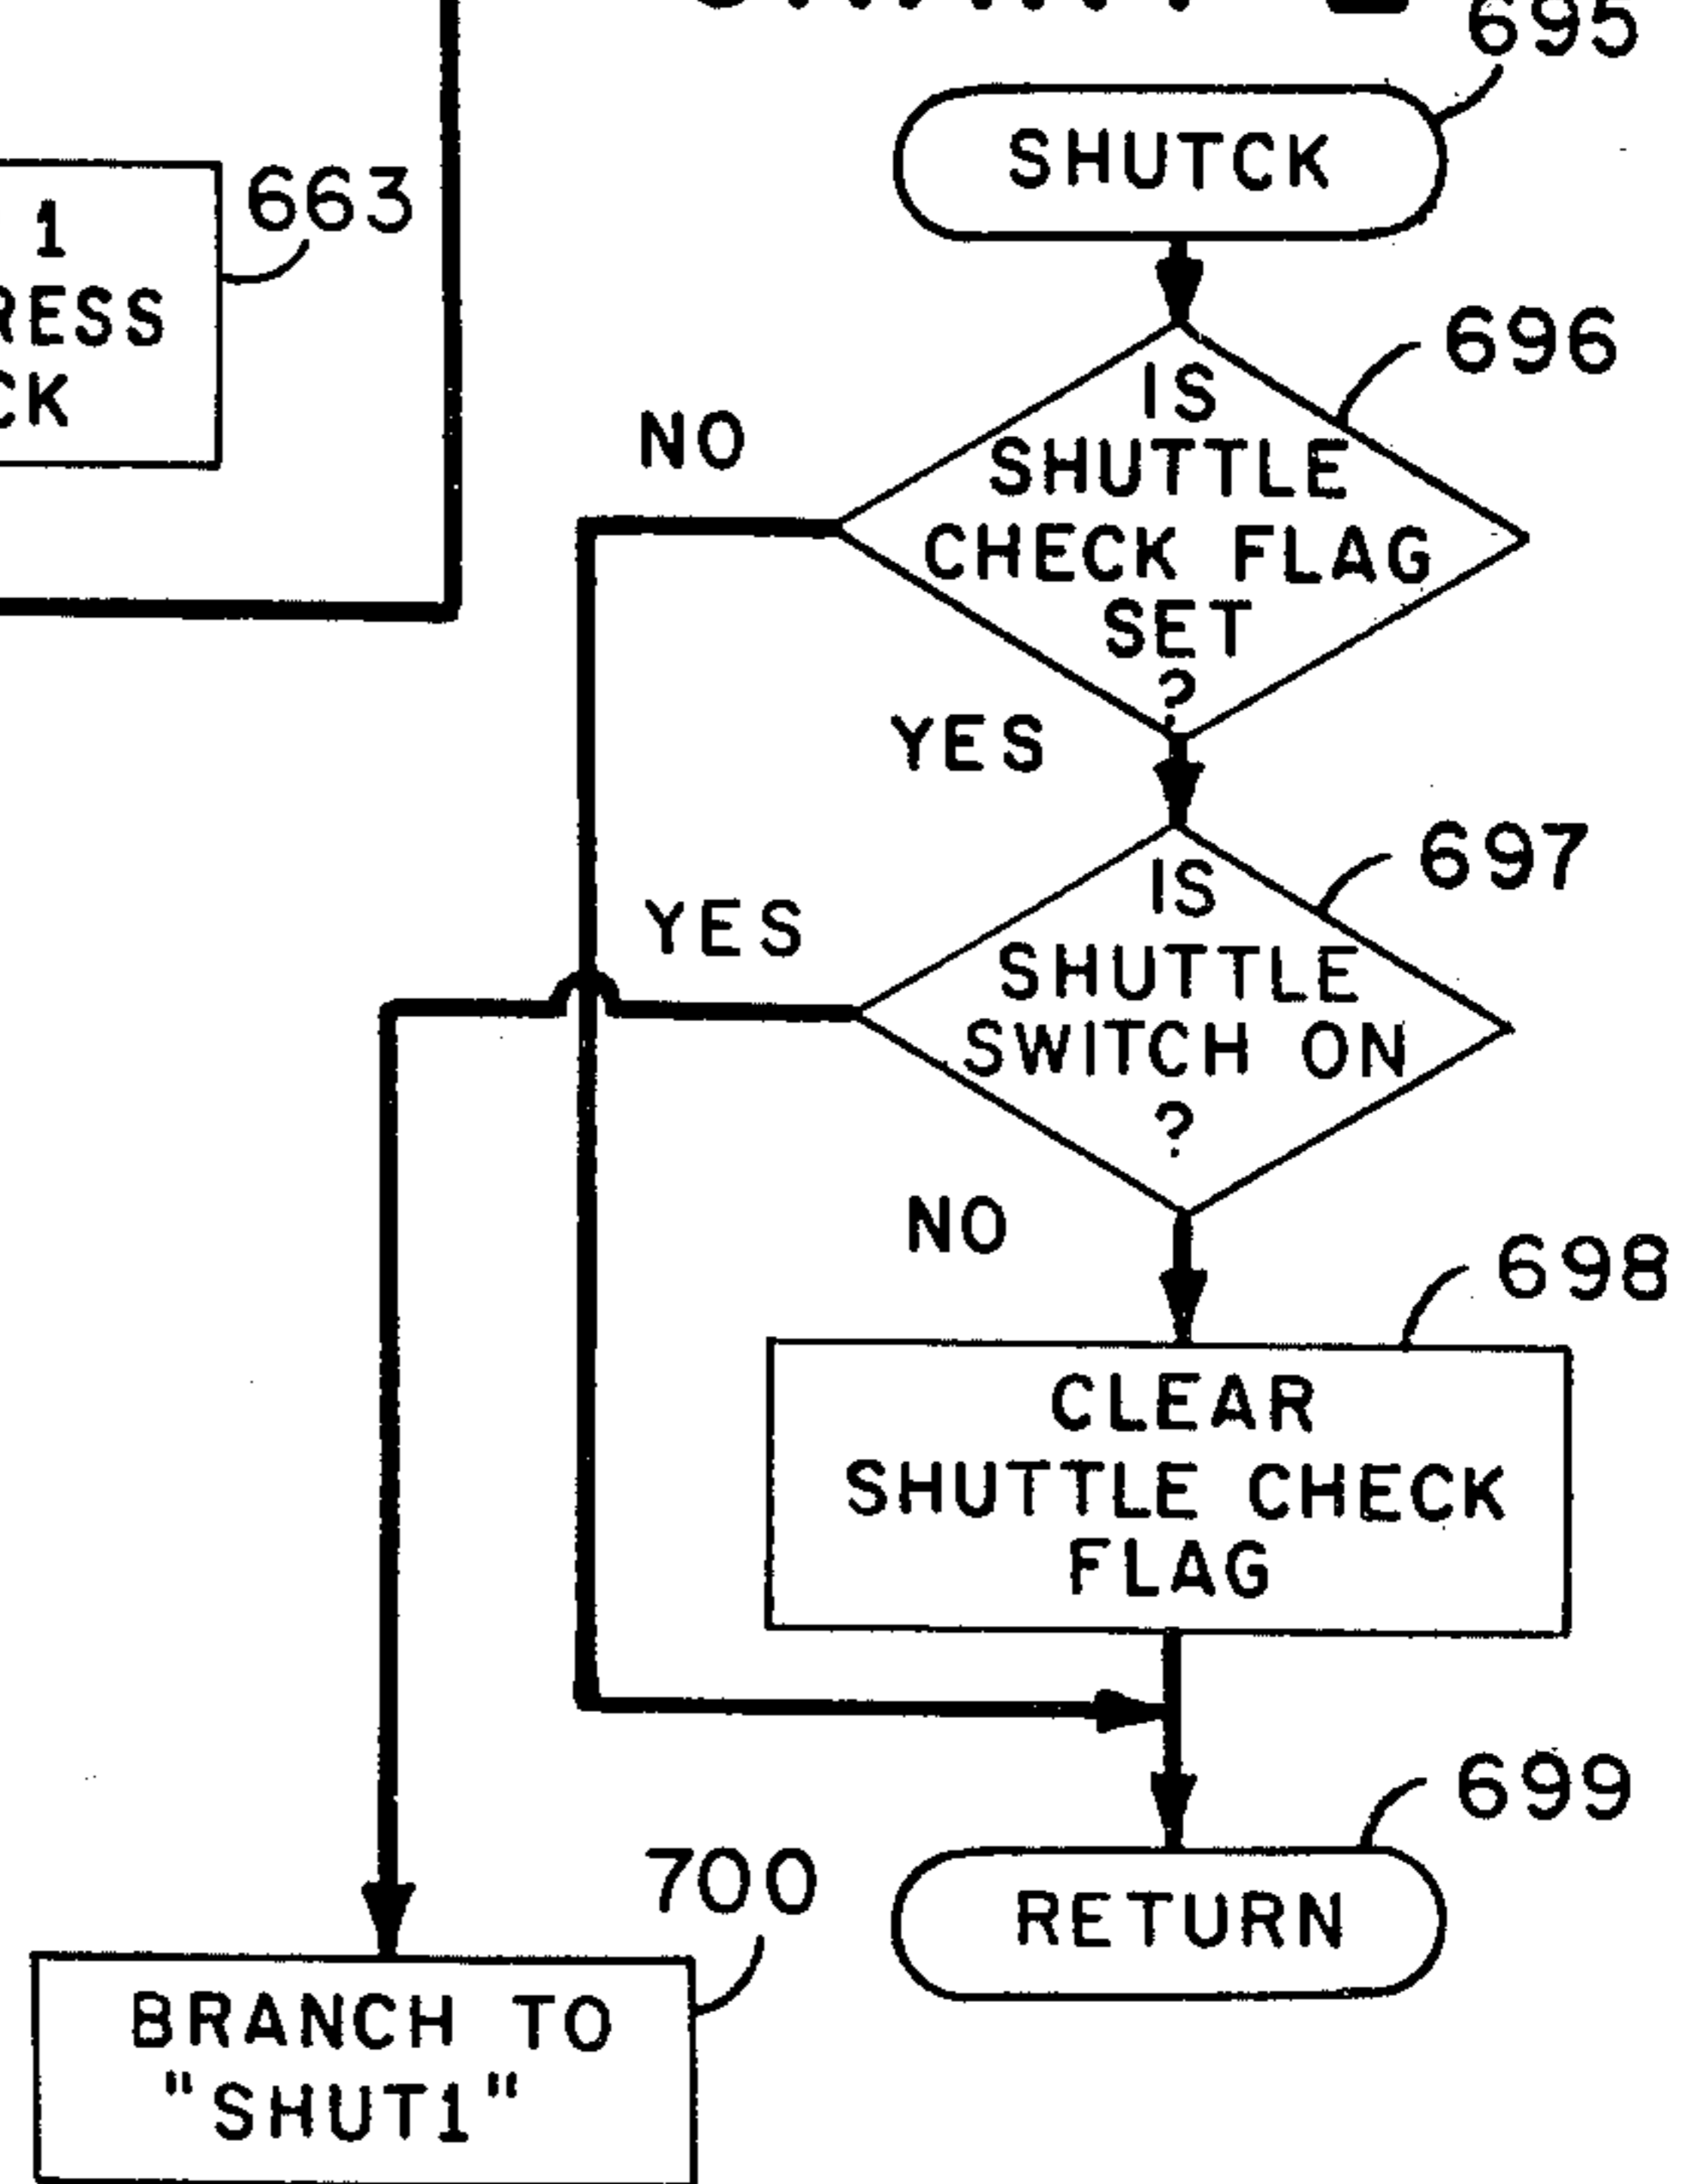 695
SHUTCK
1
663
CK
696
IS
SHUTTLE
CHECK FLAG
SET
?
NO
YES
697
IS
SHUTTLE
SWITCH ON
?
YES
NO
698
CLEAR
SHUTTLE CHECK
FLAG
699
RETURN
700
BRANCH TO
"SHUT1"